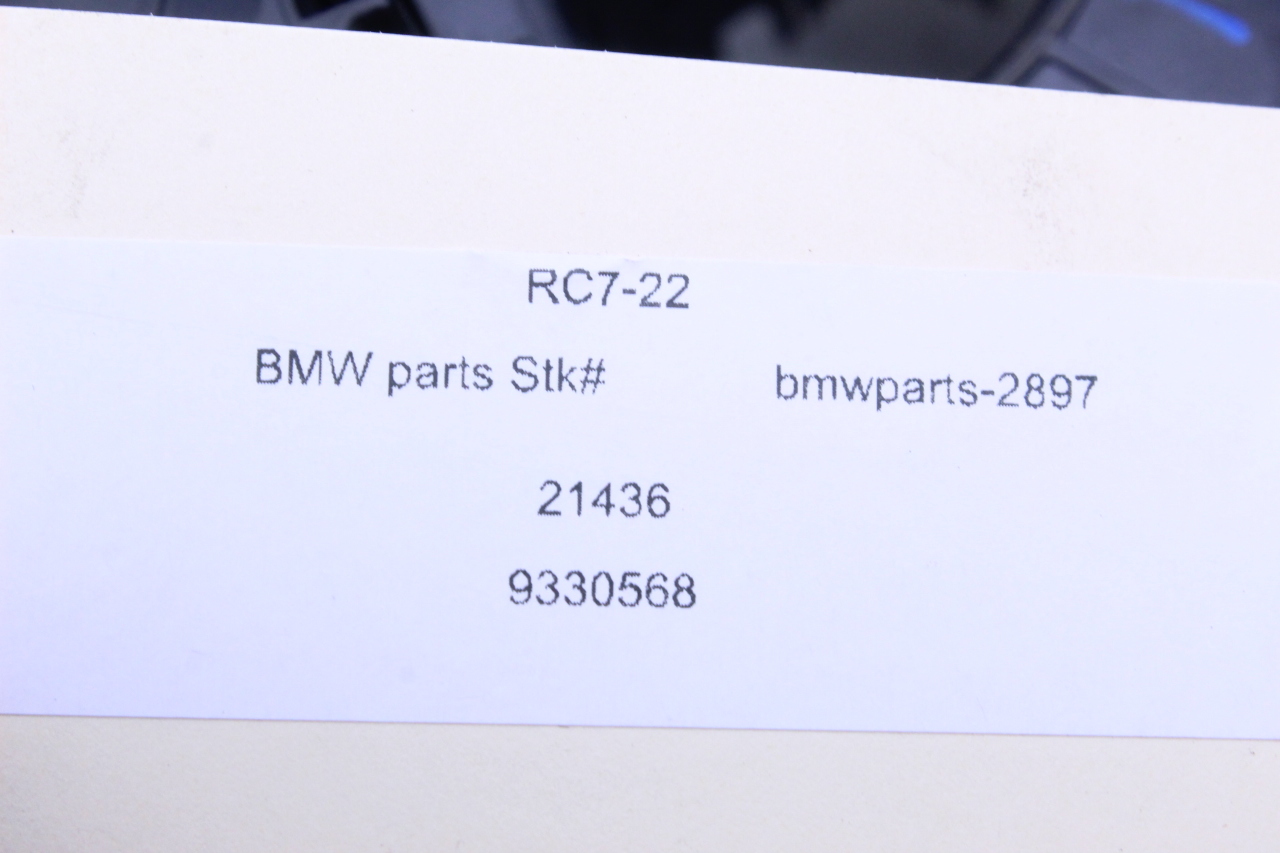 RC7-22
BMW parts Stk# bmwparts-2897
21436
9330568